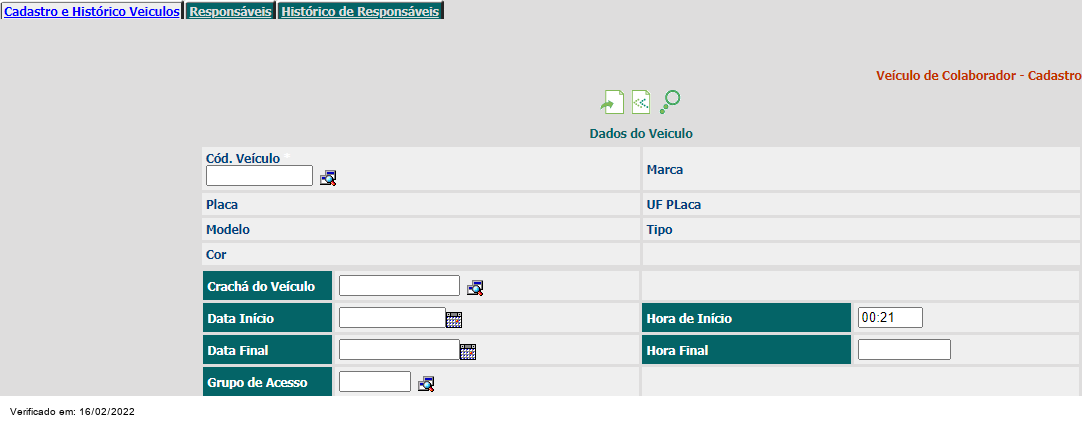 Cadastro e Histórico Veiculos Responsáveis Histórico de Responsáveis
Veículo de Colaborador - Cadastro
Dados do Veiculo
Cód. Veículo *
Marca
Placa UF PLaca
Modelo Tipo
Cor
Crachá do Veículo
Data Início Hora de Início 00:21
Data Final Hora Final
Grupo de Acesso
Verificado em: 16/02/2022